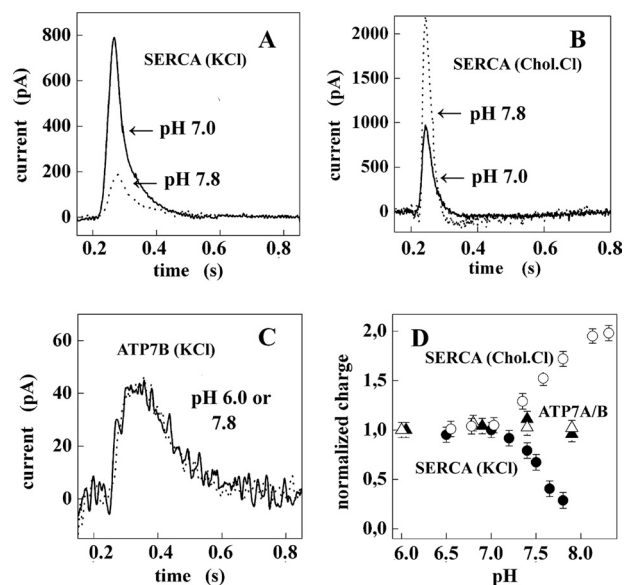 A
SERCA (KCl)
pH 7.0
pH 7.8
800
600
400
200
0
current (pA)
0.2 0.4 0.6 0.8
time (s)
B
SERCA (Chol.Cl)
pH 7.8
pH 7.0
2000
1500
1000
500
0
current (pA)
0.2 0.4 0.6 0.8
time (s)
C
ATP7B (KCl)
pH 6.0 or
7.8
60
40
20
0
current (pA)
0.2 0.4 0.6 0.8
time (s)
D
SERCA (Chol.Cl)
ATP7A/B
SERCA (KCl)
2,0
1,5
1.0
0,5
0,0
normalized charge
6.0 6.5 7.0 7.5 8.0
pH